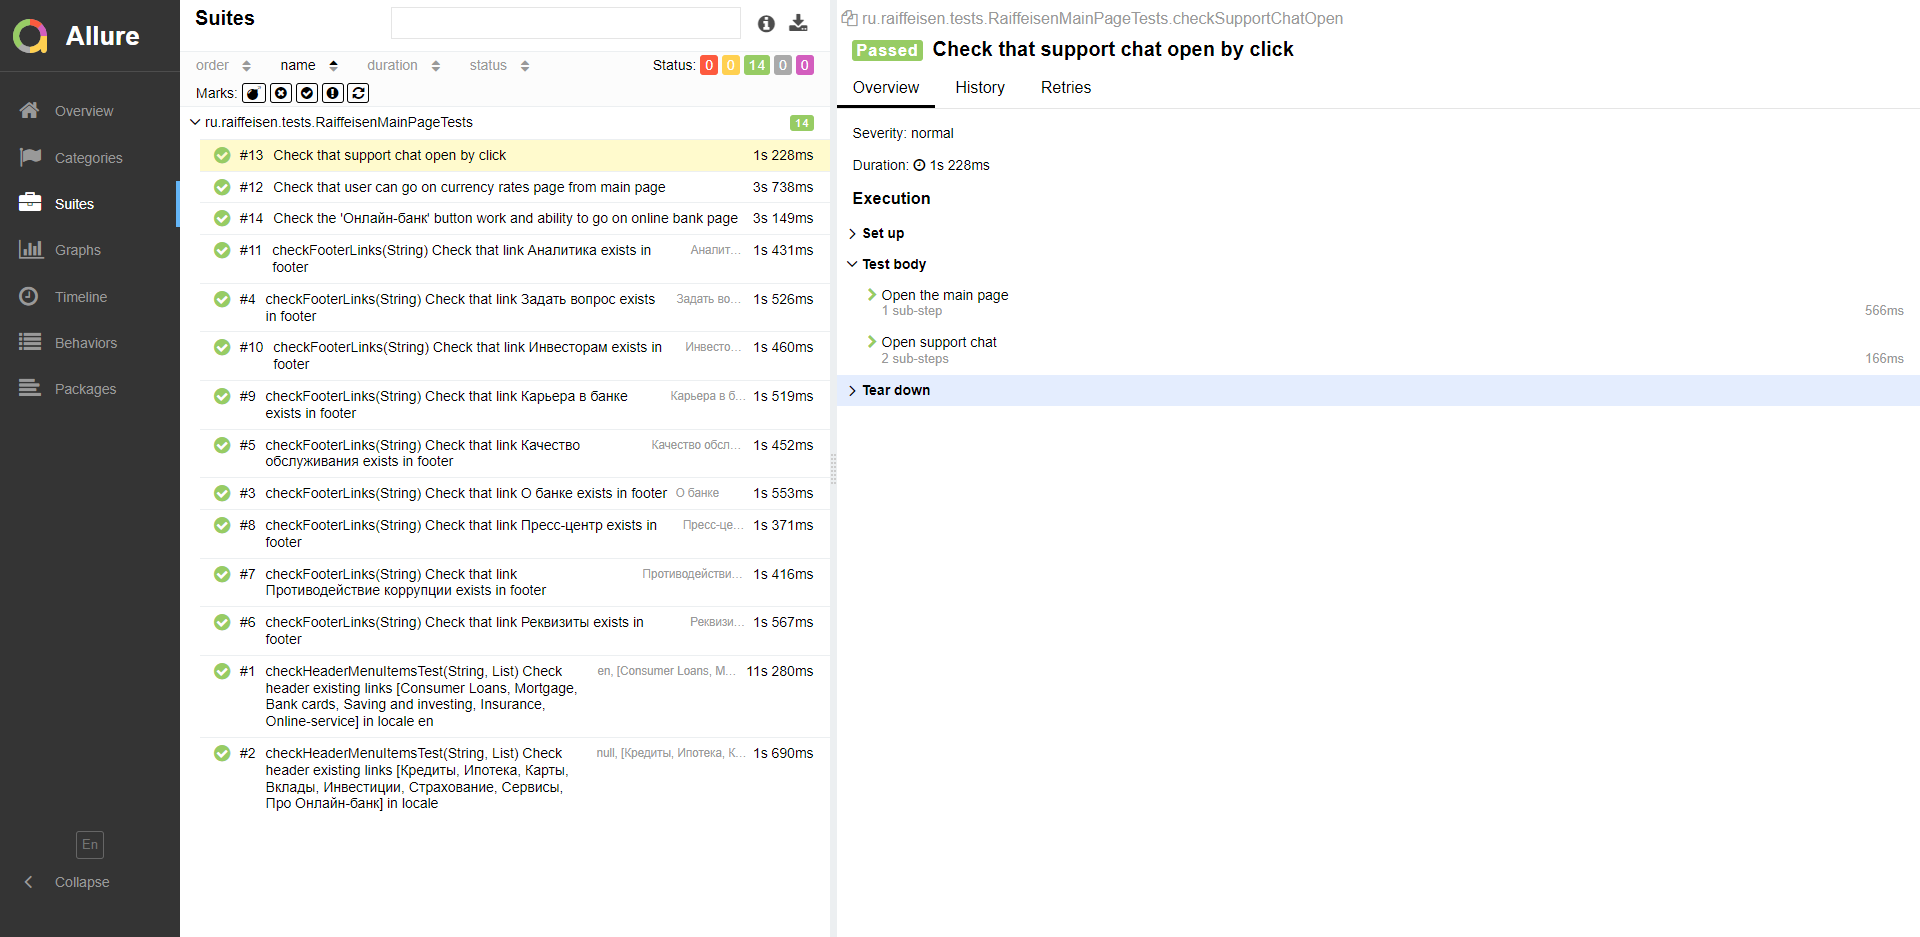 Allure
Overview
Categories
Suites
Graphs
Timeline
Behaviors
Packages
En
Collapse
Suites
order name duration status Status: 0 0 14 0 0
Marks:
ru.raiffeisen.tests.RaiffeisenMainPageTests 14
#13 Check that support chat open by click 1s 228ms
#12 Check that user can go on currency rates page from main page 3s 738ms
#14 Check the 'Онлайн-банк' button work and ability to go on online bank page 3s 149ms
#11 checkFooterLinks(String) Check that link Аналитика exists in Аналит... 1s 431ms
footer
#4 checkFooterLinks(String) Check that link Задать вопрос exists Задать во... 1s 526ms
in footer
#10 checkFooterLinks(String) Check that link Инвесторам exists in Инвесто... 1s 460ms
footer
#9 checkFooterLinks(String) Check that link Карьера в банке Карьера в б... 1s 519ms
exists in footer
#5 checkFooterLinks(String) Check that link Качество Качество обсл... 1s 452ms
обслуживания exists in footer
#3 checkFooterLinks(String) Check that link О банке exists in footer О банке 1s 553ms
#8 checkFooterLinks(String) Check that link Пресс-центр exists in Пресс-це... 1s 371ms
footer
#7 checkFooterLinks(String) Check that link Противодействи... 1s 416ms
Противодействие коррупции exists in footer
#6 checkFooterLinks(String) Check that link Реквизиты exists in Реквизи... 1s 567ms
footer
#1 checkHeaderMenuItemsTest(String, List) Check en, [Consumer Loans, M... 11s 280ms
header existing links [Consumer Loans, Mortgage,
Bank cards, Saving and investing, Insurance,
Online-service] in locale en
#2 checkHeaderMenuItemsTest(String, List) Check null, [Кредиты, Ипотека, К... 1s 690ms
header existing links [Кредиты, Ипотека, Карты,
Вклады, Инвестиции, Страхование, Сервисы,
Про Онлайн-банк] in locale
ru.raiffeisen.tests.RaiffeisenMainPageTests.checkSupportChatOpen
Passed Check that support chat open by click
Overview History Retries
Severity: normal
Duration: 1s 228ms
Execution
Set up
Test body
Open the main page
1 sub-step 566ms
Open support chat
2 sub-steps 166ms
Tear down